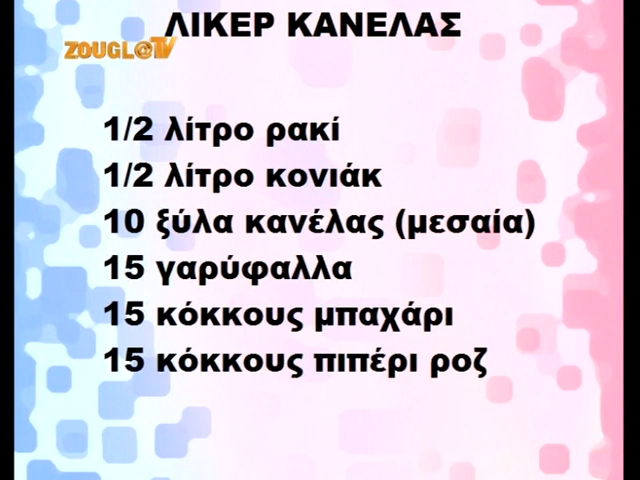 ΛΙΚΕΡ ΚΑΝΕΛΑΣ
ZOUGL@TV
1/2 λίτρο ρακί
1/2 λίτρο κονιάκ
10 ξύλα κανέλας (μεσαία)
15 γαρύφαλλα
15 κόκκους μπαχάρι
15 κόκκους πιπέρι ροζ